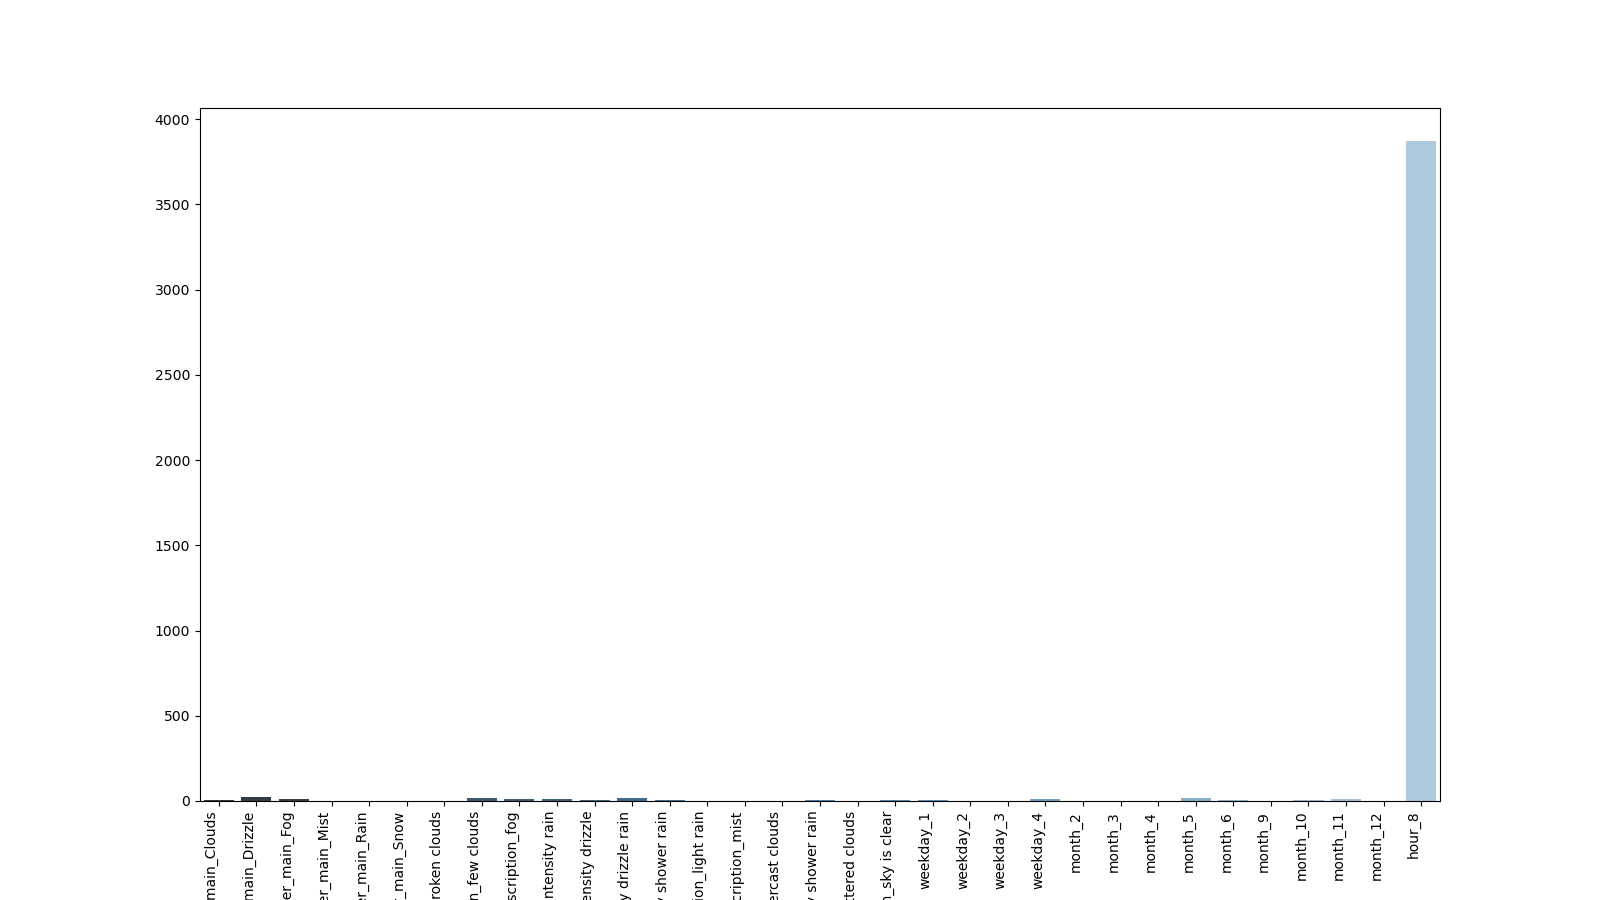 4000
3500
3000
2500
2000
1500
1000
500
0
main_Clouds
main_Drizzle
er_main_Fog
er_main_Mist
er_main_Rain
r_main_Snow
roken clouds
n_few clouds
scription_fog
ntensity rain
ensity drizzle
y drizzle rain
y shower rain
ion_light rain
cription_mist
ercast clouds
y shower rain
ttered clouds
n_sky is clear
weekday_1
weekday_2
weekday_3
weekday_4
month_2
month_3
month_4
month_5
month_6
month_9
month_10
month_11
month_12
hour_8